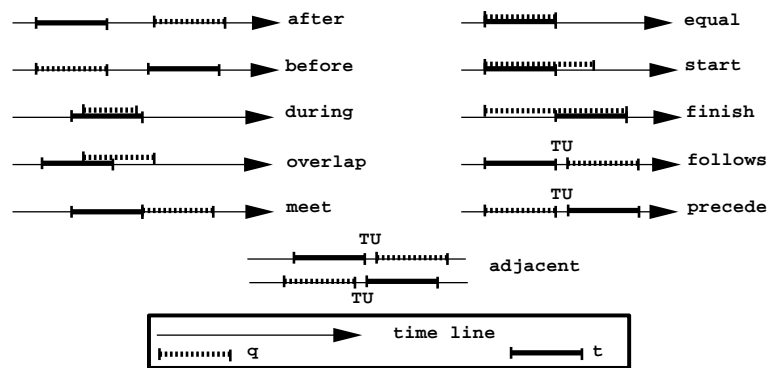 after
before
during
overlap
meet
equal
start
finish
TU
follows
TU
precede
TU
adjacent
TU
time line
q
t